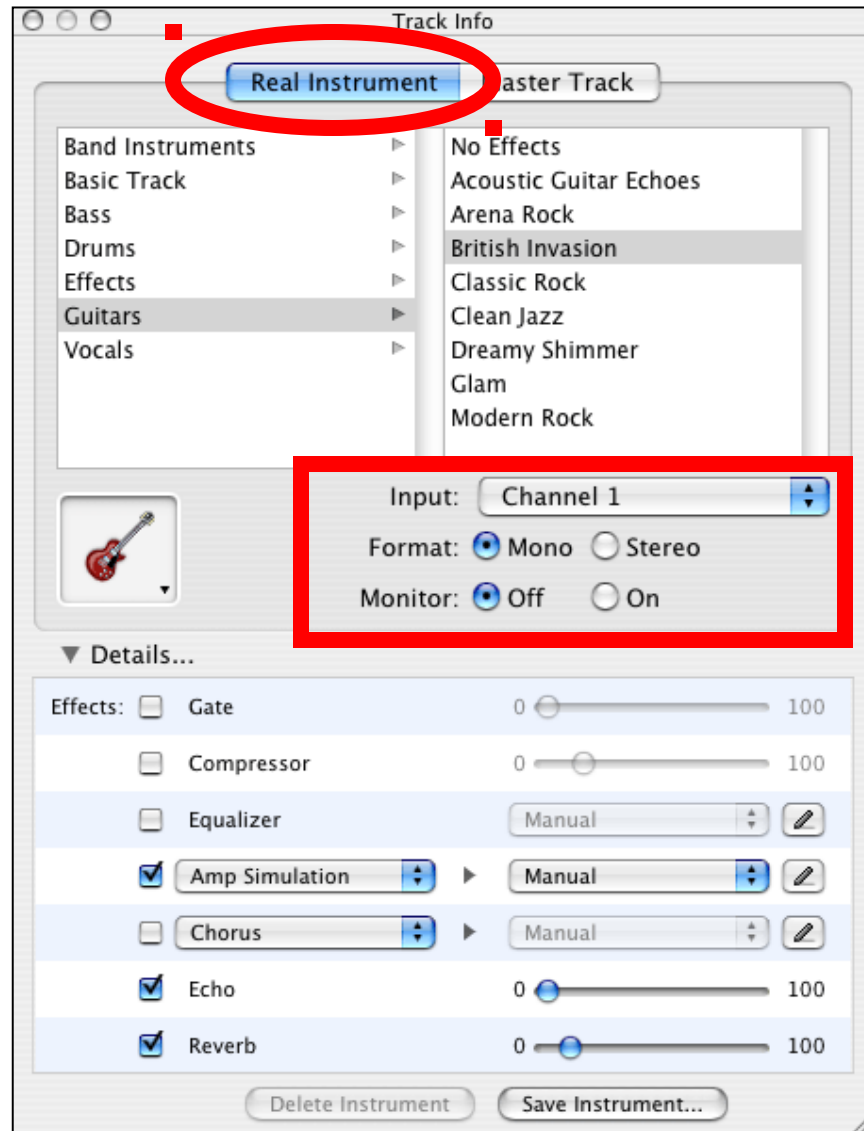 Track Info
Real Instrument aster Track
Band Instruments
Basic Track
Bass
Drums
Effects
Guitars
Vocals
No Effects
Acoustic Guitar Echoes
Arena Rock
British Invasion
Classic Rock
Clean Jazz
Dreamy Shimmer
Glam
Modern Rock
Input: Channel 1
Format: Mono Stereo
Monitor: Off On
Details...
Effects: Gate 0 100
Compressor 0 100
Equalizer Manual
Amp Simulation Manual
Chorus Manual
Echo 0 100
Reverb 0 100
Delete Instrument Save Instrument...